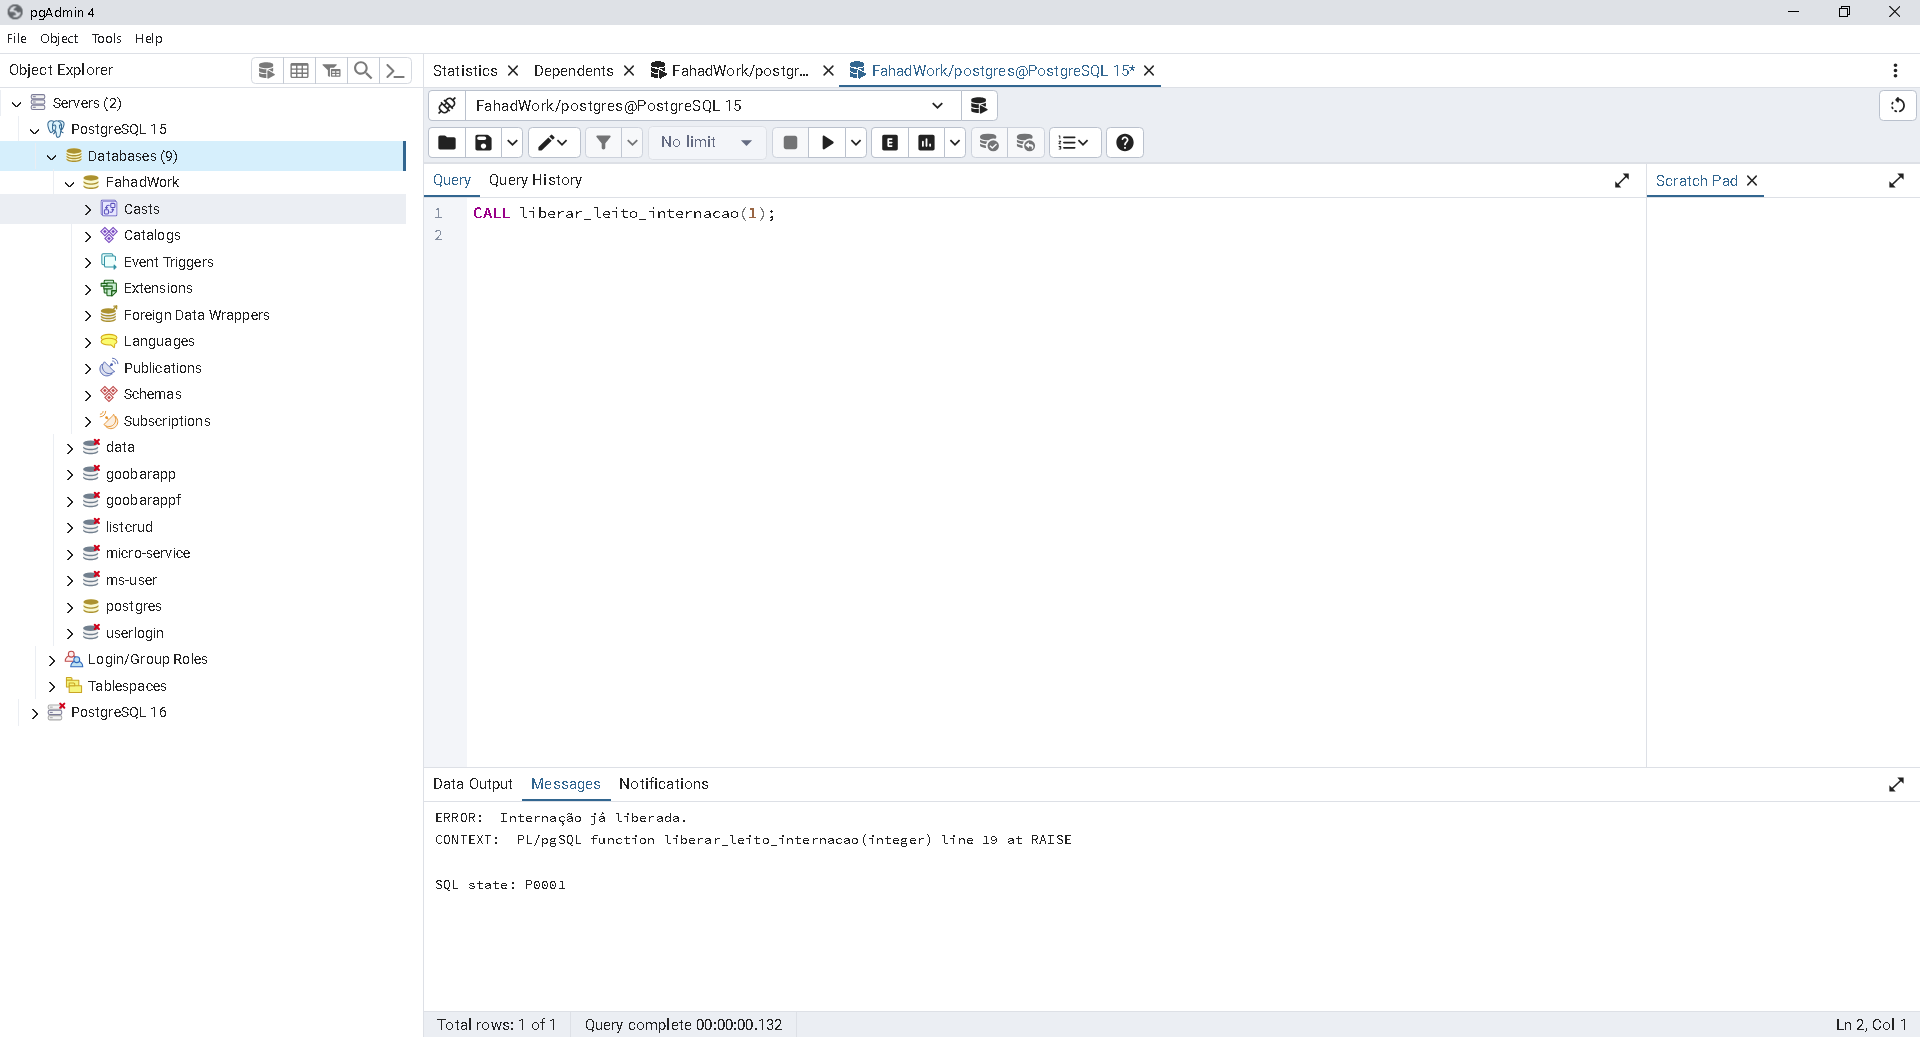 pgAdmin 4
File Object Tools Help
Object Explorer
Servers (2)
PostgreSQL 15
Databases (9)
FahadWork
Casts
Catalogs
Event Triggers
Extensions
Foreign Data Wrappers
Languages
Publications
Schemas
Subscriptions
data
goobarapp
goobarappf
listcrud
micro-service
ms-user
postgres
userlogin
Login/Group Roles
Tablespaces
PostgreSQL 16
Statistics Dependents FahadWork/postgr... FahadWork/postgres@PostgreSQL 15*
FahadWork/postgres@PostgreSQL 15
No limit E
Query Query History
Scratch Pad
1 CALL liberar_leito_internacao(1);
2
Data Output Messages Notifications
ERROR: Internação já liberada.
CONTEXT: PL/pgSQL function liberar_leito_internacao(integer) line 19 at RAISE
SQL state: P0001
Total rows: 1 of 1 Query complete 00:00:00.132 Ln 2, Col 1